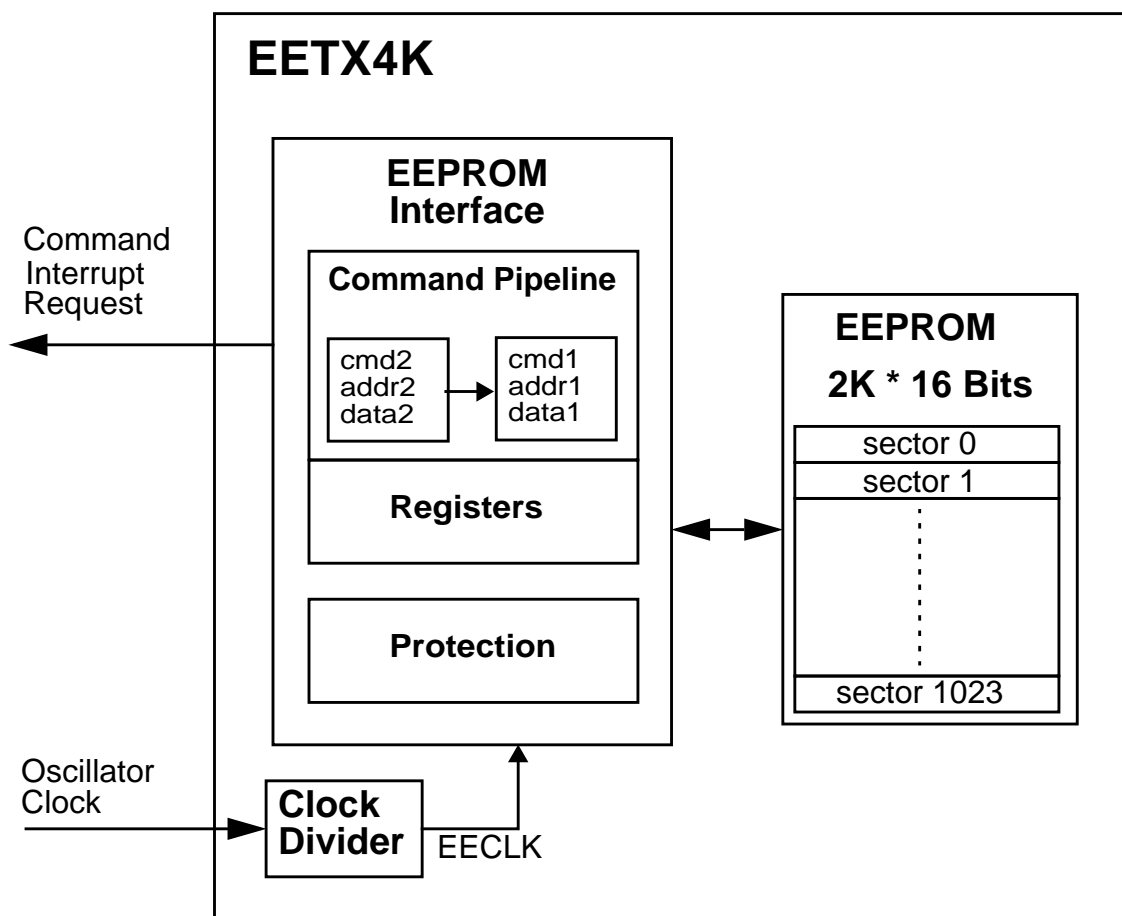 EETX4K
EEPROM
Interface
Command
Interrupt
Request
Command Pipeline
cmd2
addr2
data2
cmd1
addr1
data1
EEPROM
2K * 16 Bits
sector 0
sector 1
Registers
Protection
sector 1023
Oscillator
Clock
Clock
Divider
EECLK